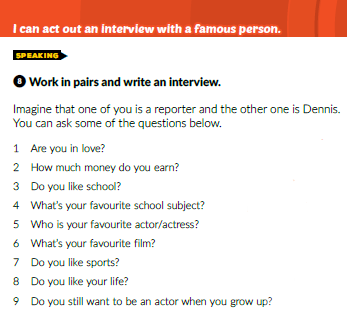 I can act out an interview with a famous person.
SPEAKING
8 Work in pairs and write an interview.
Imagine that one of you is a reporter and the other one is Dennis.
You can ask some of the questions below.
1 Are you in love?
2 How much money do you earn?
3 Do you like school?
4 What's your favourite school subject?
5 Who is your favourite actor/actress?
6 What's your favourite film?
7 Do you like sports?
8 Do you like your life?
9 Do you still want to be an actor when you grow up?